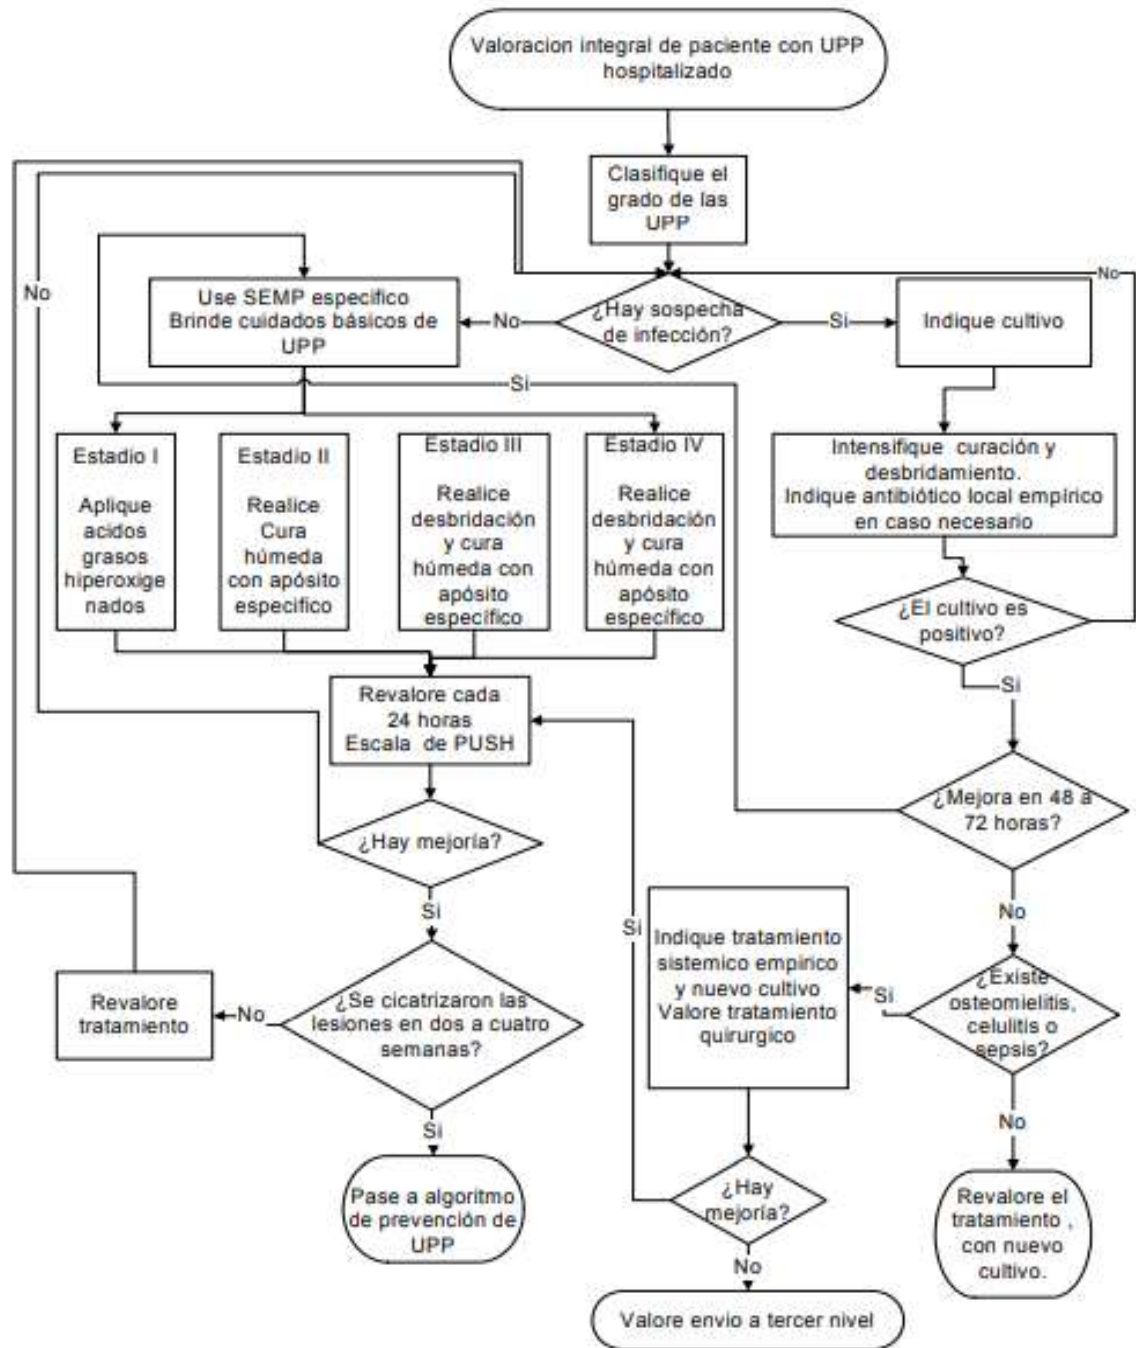 Valoracion integral de paciente con UPP
hospitalizado
Clasifique el
grado de las
UPP
¿Hay sospecha
de infección?
No
Si
Use SEMP especifico
Brinde cuidados básicos de
UPP
Indique cultivo
No
No
Si
Estadio I
Aplique
acidos
grasos
hiperoxige
nados
Estadio II
Realice
Cura
húmeda
con apósito
especifico
Estadio III
Realice
desbridación
y cura
húmeda con
apósito
específico
Estadio IV
Realice
desbridación
y cura
húmeda con
apósito
específico
Intensifique curación y
desbridamiento.
Indique antibiótico local empírico
en caso necesario
¿El cultivo es
positivo?
Si
Revalore cada
24 horas
Escala de PUSH
¿Mejora en 48 a
72 horas?
No
¿Hay mejoría?
Si
¿Se cicatrizaron las
lesiones en dos a cuatro
semanas?
No
Revalore
tratamiento
Si
Pase a algoritmo
de prevención de
UPP
¿Existe
osteomielitis,
celulitis o
sepsis?
Si
Indique tratamiento
sistemico empírico
y nuevo cultivo
Valore tratamiento
quirurgico
Si
No
¿Hay
mejoría?
No
Revalore el
tratamiento ,
con nuevo
cultivo.
Valore envio a tercer nivel